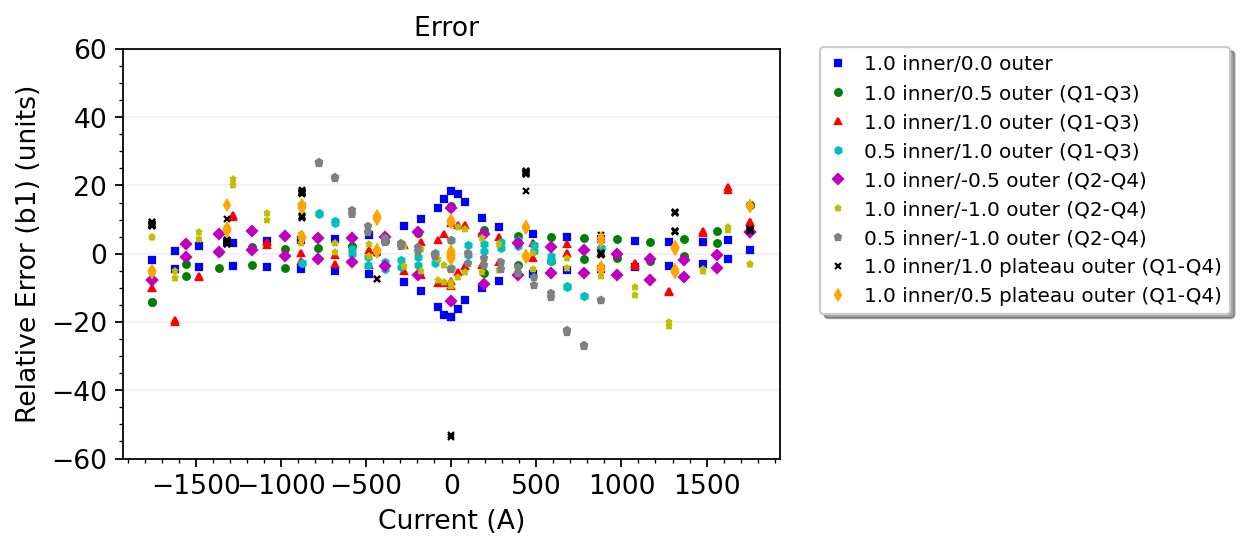 Error
Relative Error (b1) (units)
60
40
20
0
−20
−40
−60
−1500
−1000
−500
0
500
1000
1500
Current (A)
1.0 inner/0.0 outer
1.0 inner/0.5 outer (Q1-Q3)
1.0 inner/1.0 outer (Q1-Q3)
0.5 inner/1.0 outer (Q1-Q3)
1.0 inner/-0.5 outer (Q2-Q4)
1.0 inner/-1.0 outer (Q2-Q4)
0.5 inner/-1.0 outer (Q2-Q4)
1.0 inner/1.0 plateau outer (Q1-Q4)
1.0 inner/0.5 plateau outer (Q1-Q4)